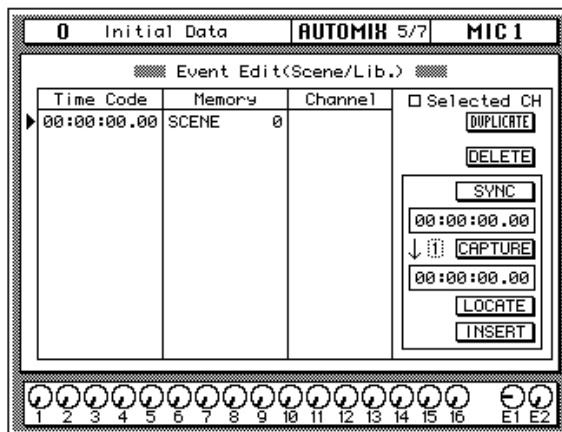 0 Initial Data AUTOMIX 5/7 MIC 1
Event Edit(Scene/Lib.)
Time Code Memory Channel Selected CH
00:00:00.00 SCENE 0 DUPLICATE
DELETE
SYNC
00:00:00.00
1 CAPTURE
00:00:00.00
LOCATE
INSERT
1 2 3 4 5 6 7 8 9 10 11 12 13 14 15 16 E1 E2